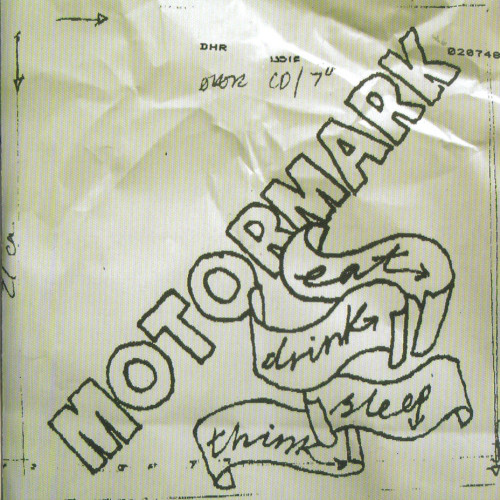 DHR
020748
CD/7"
MOTORMARK
eat
drink
sleep
think